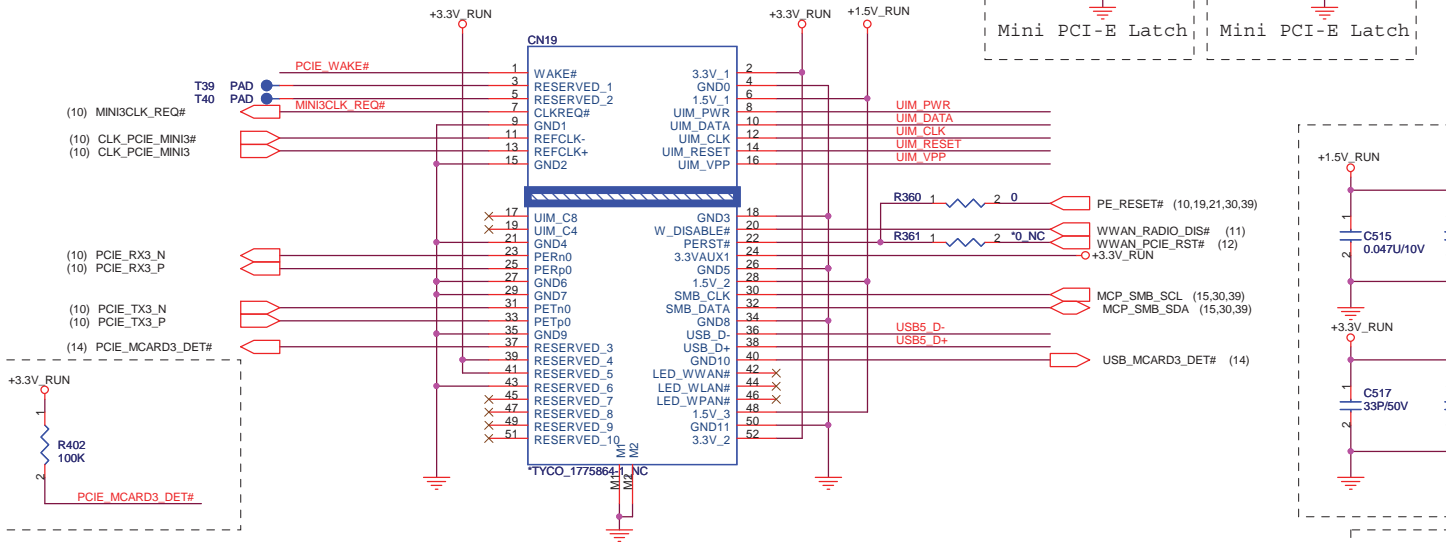 +3.3V_RUN
+3.3V_RUN
+1.5V_RUN
Mini PCI-E Latch
Mini PCI-E Latch
CN19
PCIE_WAKE#
1 WAKE# 3.3V_1 2
T39 PAD 3 RESERVED_1 GND0 4
T40 PAD 5 RESERVED_2 1.5V_1 6
(10) MINI3CLK_REQ# MINI3CLK_REQ# 7 CLKREQ# UIM_PWR 8 UIM_PWR
9 GND1 UIM_DATA 10 UIM_DATA
(10) CLK_PCIE_MINI3# 11 REFCLK- UIM_CLK 12 UIM_CLK
(10) CLK_PCIE_MINI3 13 REFCLK+ UIM_RESET 14 UIM_RESET
15 GND2 UIM_VPP 16 UIM_VPP
R360 1 2 0 PE_RESET# (10,19,21,30,39)
17 UIM_C8 GND3 18
19 UIM_C4 W_DISABLE# 20 WWAN_RADIO_DIS# (11)
21 GND4 PERST# 22 R361 1 2 *0_NC WWAN_PCIE_RST# (12)
(10) PCIE_RX3_N 23 PERn0 3.3VAUX1 24 +3.3V_RUN
(10) PCIE_RX3_P 25 PERp0 GND5 26
27 GND6 1.5V_2 28
29 GND7 SMB_CLK 30 MCP_SMB_SCL (15,30,39)
(10) PCIE_TX3_N 31 PETn0 SMB_DATA 32 MCP_SMB_SDA (15,30,39)
(10) PCIE_TX3_P 33 PETp0 GND8 34
35 GND9 USB_D- 36 USB5_D-
(14) PCIE_MCARD3_DET# 37 RESERVED_3 USB_D+ 38 USB5_D+
39 RESERVED_4 GND10 40 USB_MCARD3_DET# (14)
41 RESERVED_5 LED_WWAN# 42
43 RESERVED_6 LED_WLAN# 44
45 RESERVED_7 LED_WPAN# 46
47 RESERVED_8 1.5V_3 48
49 RESERVED_9 GND11 50
51 RESERVED_10 3.3V_2 52
M1 M2
*TYCO_1775864-1_NC
M1 M2
+3.3V_RUN
1
R402
100K
2
PCIE_MCARD3_DET#
+1.5V_RUN
1
C515
0.047U/10V
2
+3.3V_RUN
1
C517
33P/50V
2